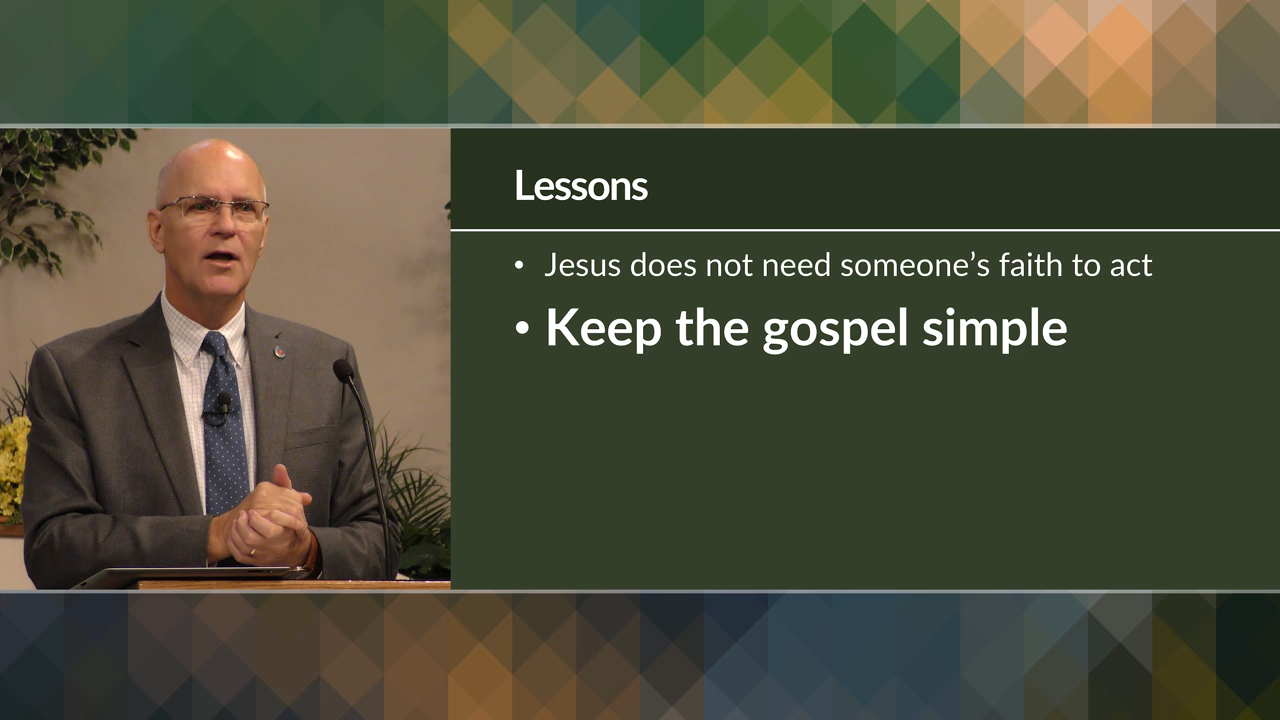 Lessons
• Jesus does not need someone’s faith to act
• Keep the gospel simple